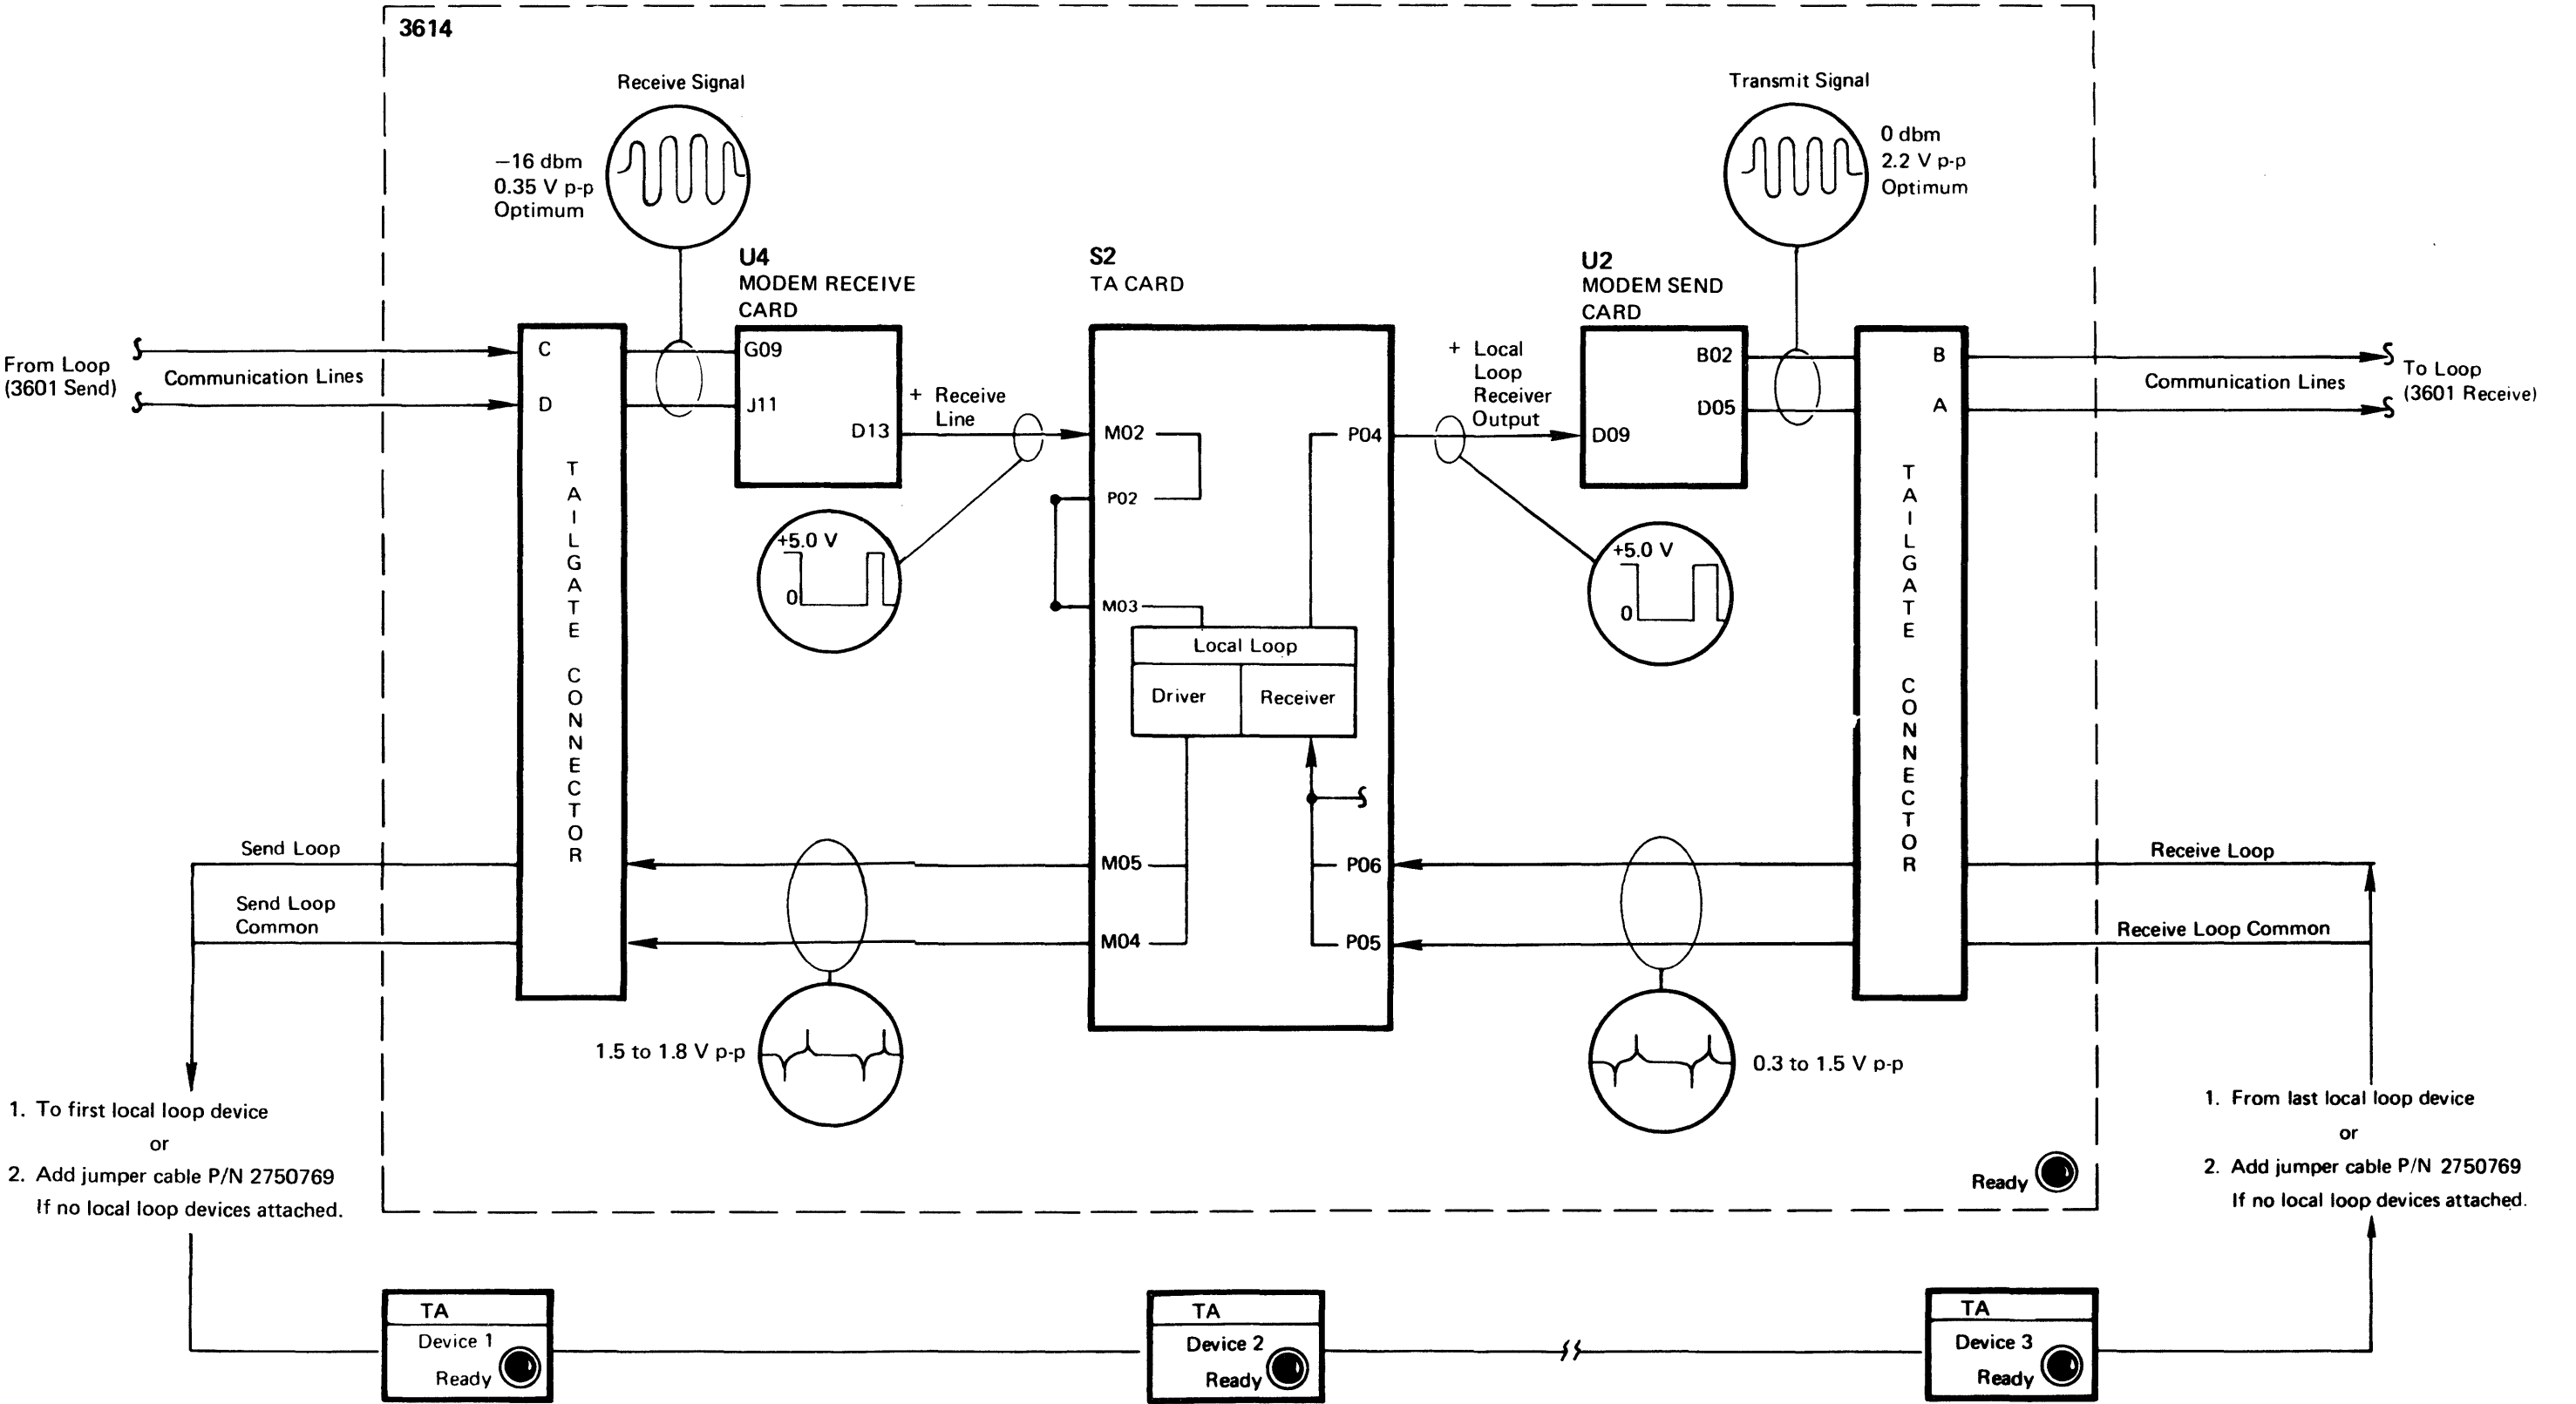 3614
Receive Signal
−16 dbm
0.35 V p-p
Optimum
Transmit Signal
0 dbm
2.2 V p-p
Optimum
U4
MODEM RECEIVE
CARD
S2
TA CARD
U2
MODEM SEND
CARD
From Loop
(3601 Send)
Communication Lines
C
D
TAILGATE CONNECTOR
G09
J11
D13
+ Receive
Line
+5.0 V
0
M02
P02
M03
P04
Local Loop
Driver
Receiver
M05
M04
P06
P05
+ Local
Loop
Receiver
Output
D09
B02
D05
+5.0 V
0
B
A
TAILGATE CONNECTOR
Communication Lines
To Loop
(3601 Receive)
Send Loop
Send Loop
Common
Receive Loop
Receive Loop Common
1.5 to 1.8 V p-p
0.3 to 1.5 V p-p
1. To first local loop device
or
2. Add jumper cable P/N 2750769
If no local loop devices attached.
Ready
1. From last local loop device
or
2. Add jumper cable P/N 2750769
If no local loop devices attached.
TA
Device 1
Ready
TA
Device 2
Ready
TA
Device 3
Ready